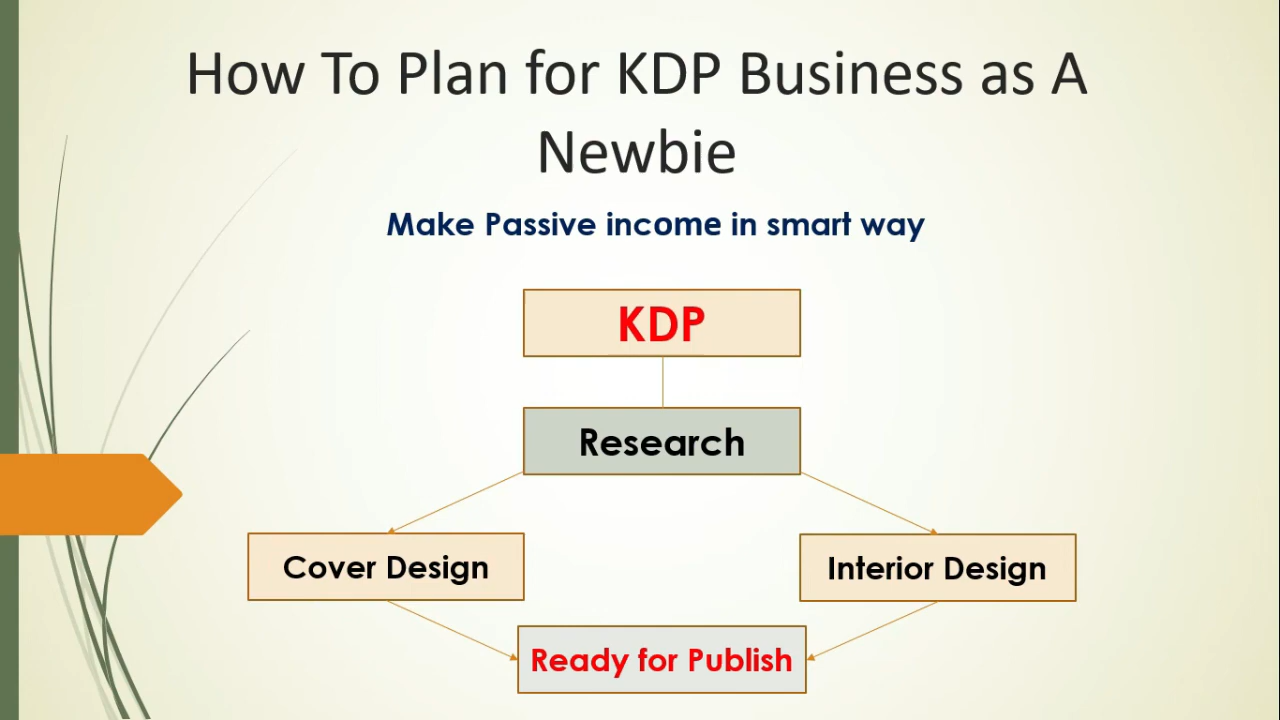 How To Plan for KDP Business as A
Newbie
Make Passive income in smart way
KDP
Research
Cover Design
Interior Design
Ready for Publish